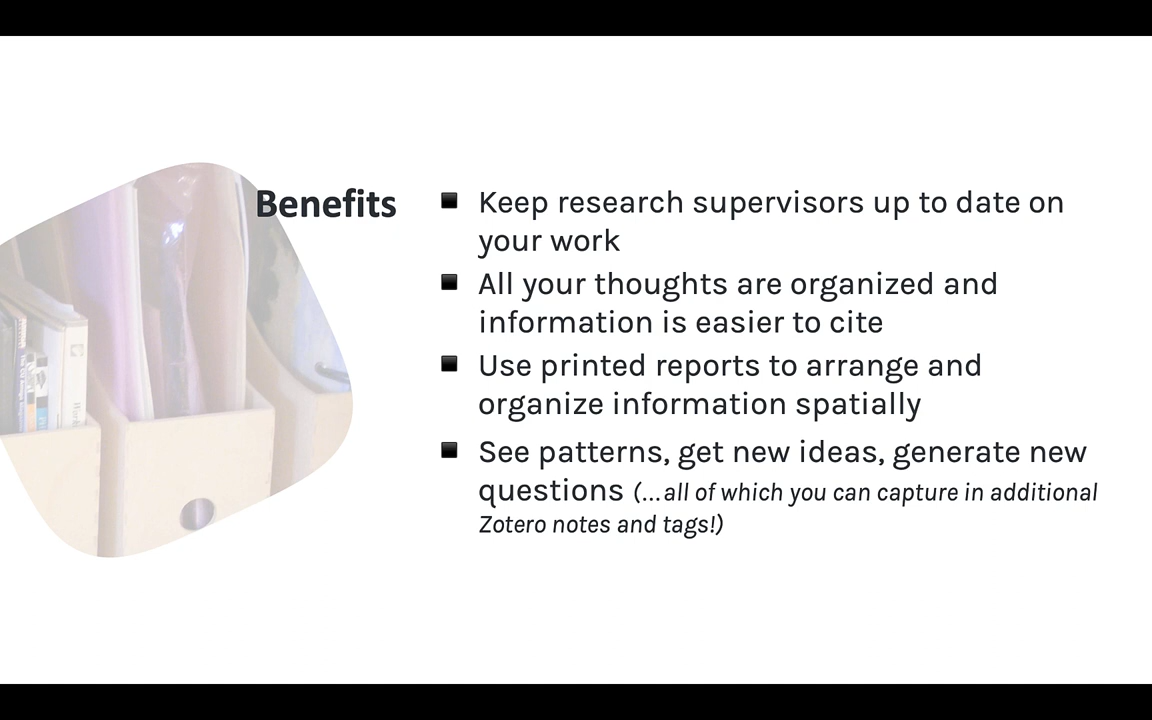 Benefits
Keep research supervisors up to date on
your work
All your thoughts are organized and
information is easier to cite
Use printed reports to arrange and
organize information spatially
See patterns, get new ideas, generate new
questions (...all of which you can capture in additional
Zotero notes and tags!)